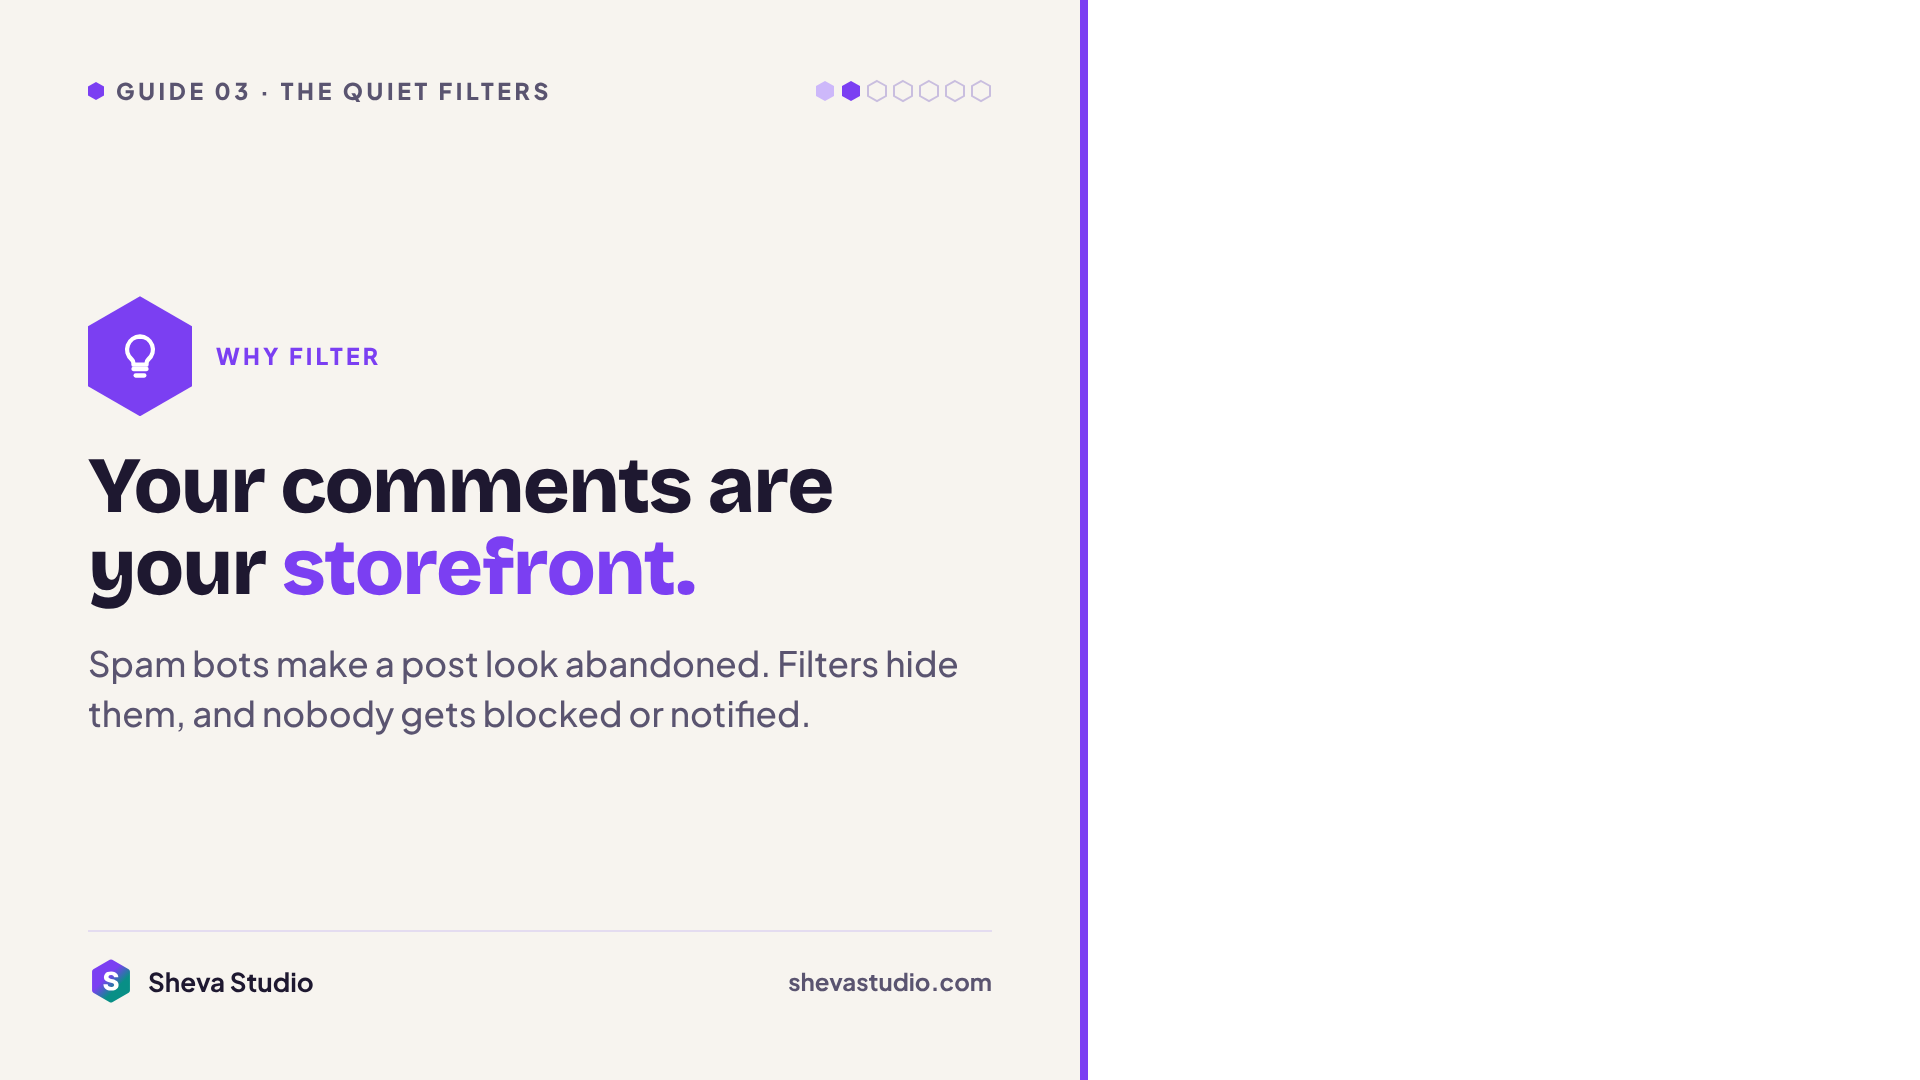 GUIDE 03 · THE QUIET FILTERS
WHY FILTER
Your comments are
your storefront.
Spam bots make a post look abandoned. Filters hide
them, and nobody gets blocked or notified.
S Sheva Studio
shevastudio.com